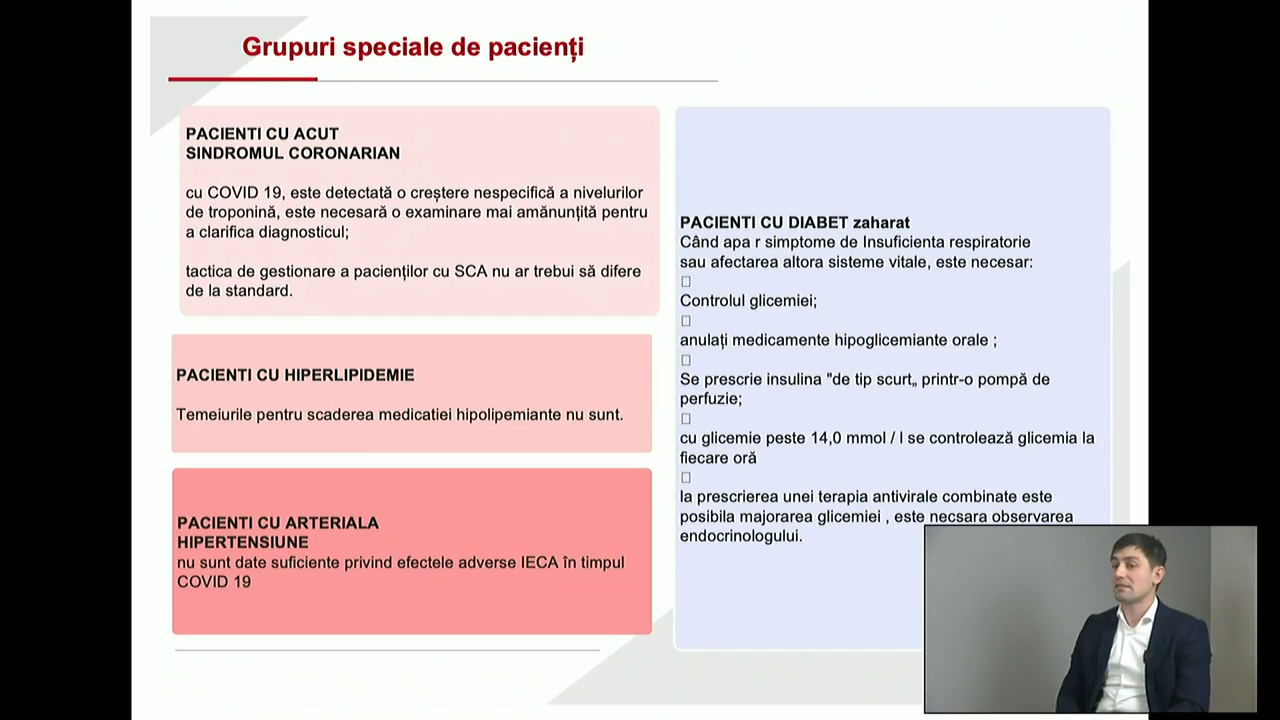 Grupuri speciale de pacienți
PACIENTI CU ACUT
SINDROMUL CORONARIAN
cu COVID 19, este detectată o creștere nespecifică a nivelurilor
de troponină, este necesară o examinare mai amănunțită pentru
a clarifica diagnosticul;
tactica de gestionare a pacienților cu SCA nu ar trebui să difere
de la standard.
PACIENTI CU HIPERLIPIDEMIE
Temeiurile pentru scaderea medicatiei hipolipemiante nu sunt.
PACIENTI CU ARTERIALA
HIPERTENSIUNE
nu sunt date suficiente privind efectele adverse IECA în timpul
COVID 19
PACIENTI CU DIABET zaharat
Când apa r simptome de Insuficienta respiratorie
sau afectarea altora sisteme vitale, este necesar:
Controlul glicemiei;
anulați medicamente hipoglicemiante orale ;
Se prescrie insulina "de tip scurt„ printr-o pompă de
perfuzie;
cu glicemie peste 14,0 mmol / l se controlează glicemia la
fiecare oră
la prescrierea unei terapia antivirale combinate este
posibila majorarea glicemiei , este necsara observarea
endocrinologului.